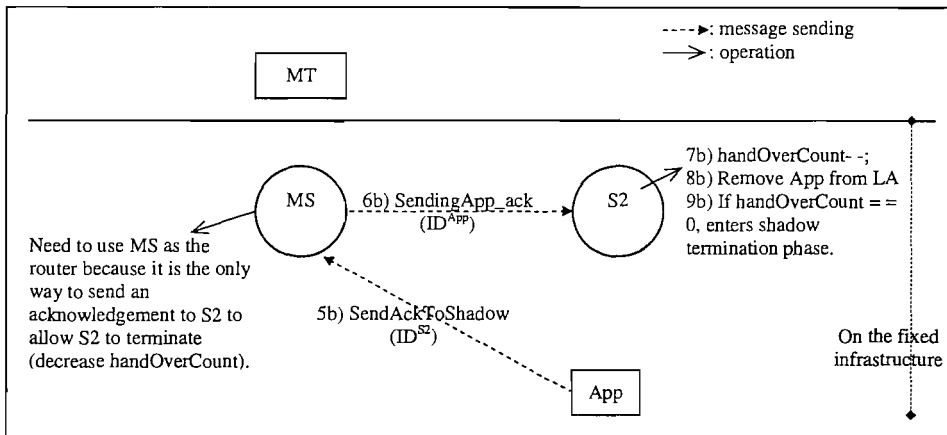 : message sending
: operation
MT
7b) handOverCount- -;
8b) Remove App from LA
9b) If handOverCount = =
0, enters shadow
termination phase.
MS
6b) SendingApp_ack
(ID^App)
S2
Need to use MS as the
router because it is the only
way to send an
acknowledgement to S2 to
allow S2 to terminate
(decrease handOverCount).
5b) SendAckToShadow
(ID^S2)
On the fixed
infrastructure
App